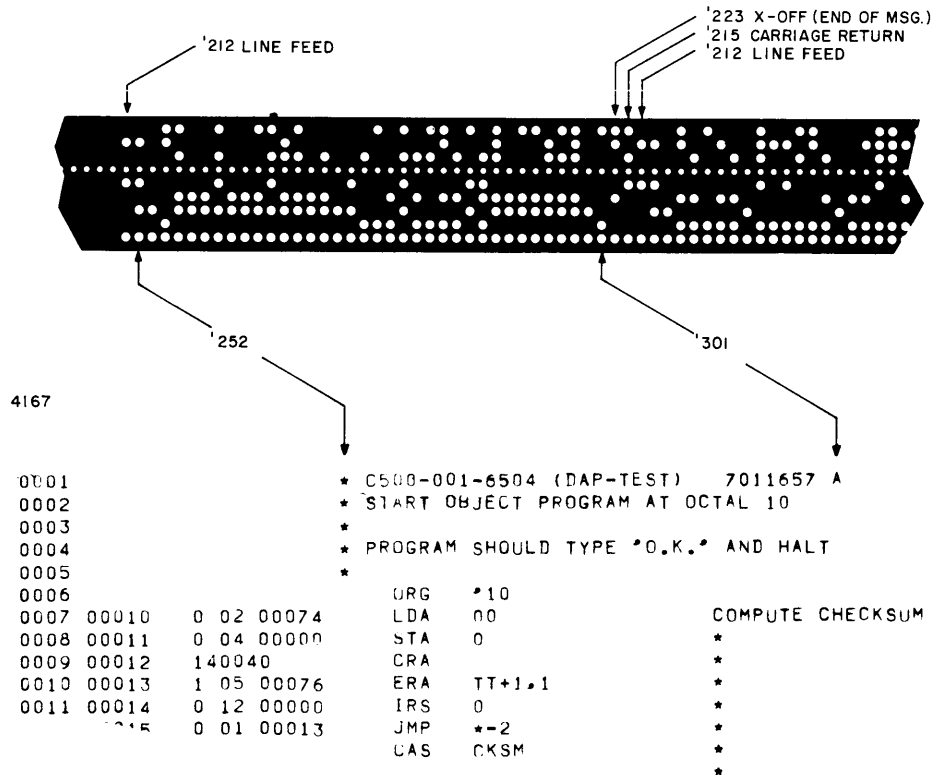 '223 X-OFF (END OF MSG.)
'215 CARRIAGE RETURN
'212 LINE FEED
'212 LINE FEED
'252
'301
4167
0001 * C500-001-6504 (DAP-TEST) 7011657 A
0002 * START OBJECT PROGRAM AT OCTAL 10
0003 *
0004 * PROGRAM SHOULD TYPE 'O.K.' AND HALT
0005 *
0006 ORG '10
0007 00010 0 02 00074 LDA 00 COMPUTE CHECKSUM
0008 00011 0 04 00000 STA 0 *
0009 00012 140040 CRA *
0010 00013 1 05 00076 ERA TT+1,1 *
0011 00014 0 12 00000 IRS 0 *
0 01 00013 JMP *-2 *
CAS CKSM *
*